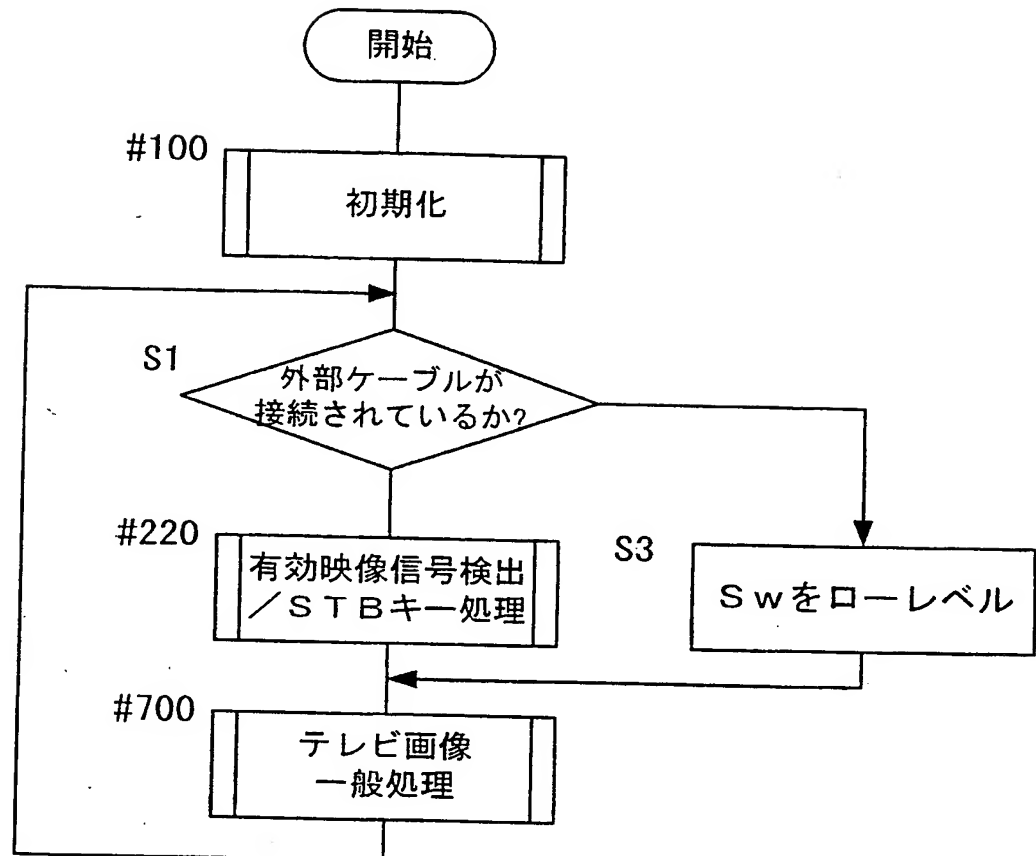 開始
#100
初期化
S1
外部ケーブルが
接続されているか?
#220
有効映像信号検出
／ＳＴＢキー処理
S3
Ｓｗをローレベル
#700
テレビ画像
一般処理